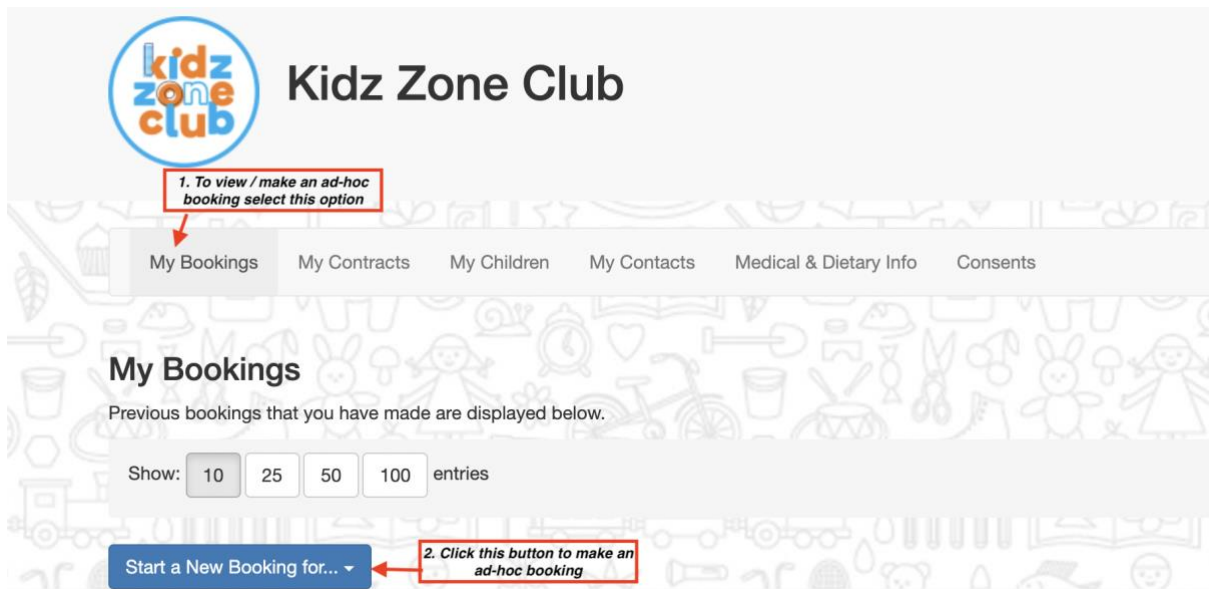 kidz
zone
club
Kidz Zone Club
1. To view / make an ad-hoc
booking select this option
My Bookings My Contracts My Children My Contacts Medical & Dietary Info Consents
My Bookings
Previous bookings that you have made are displayed below.
Show: 10 25 50 100 entries
Start a New Booking for...
2. Click this button to make an
ad-hoc booking